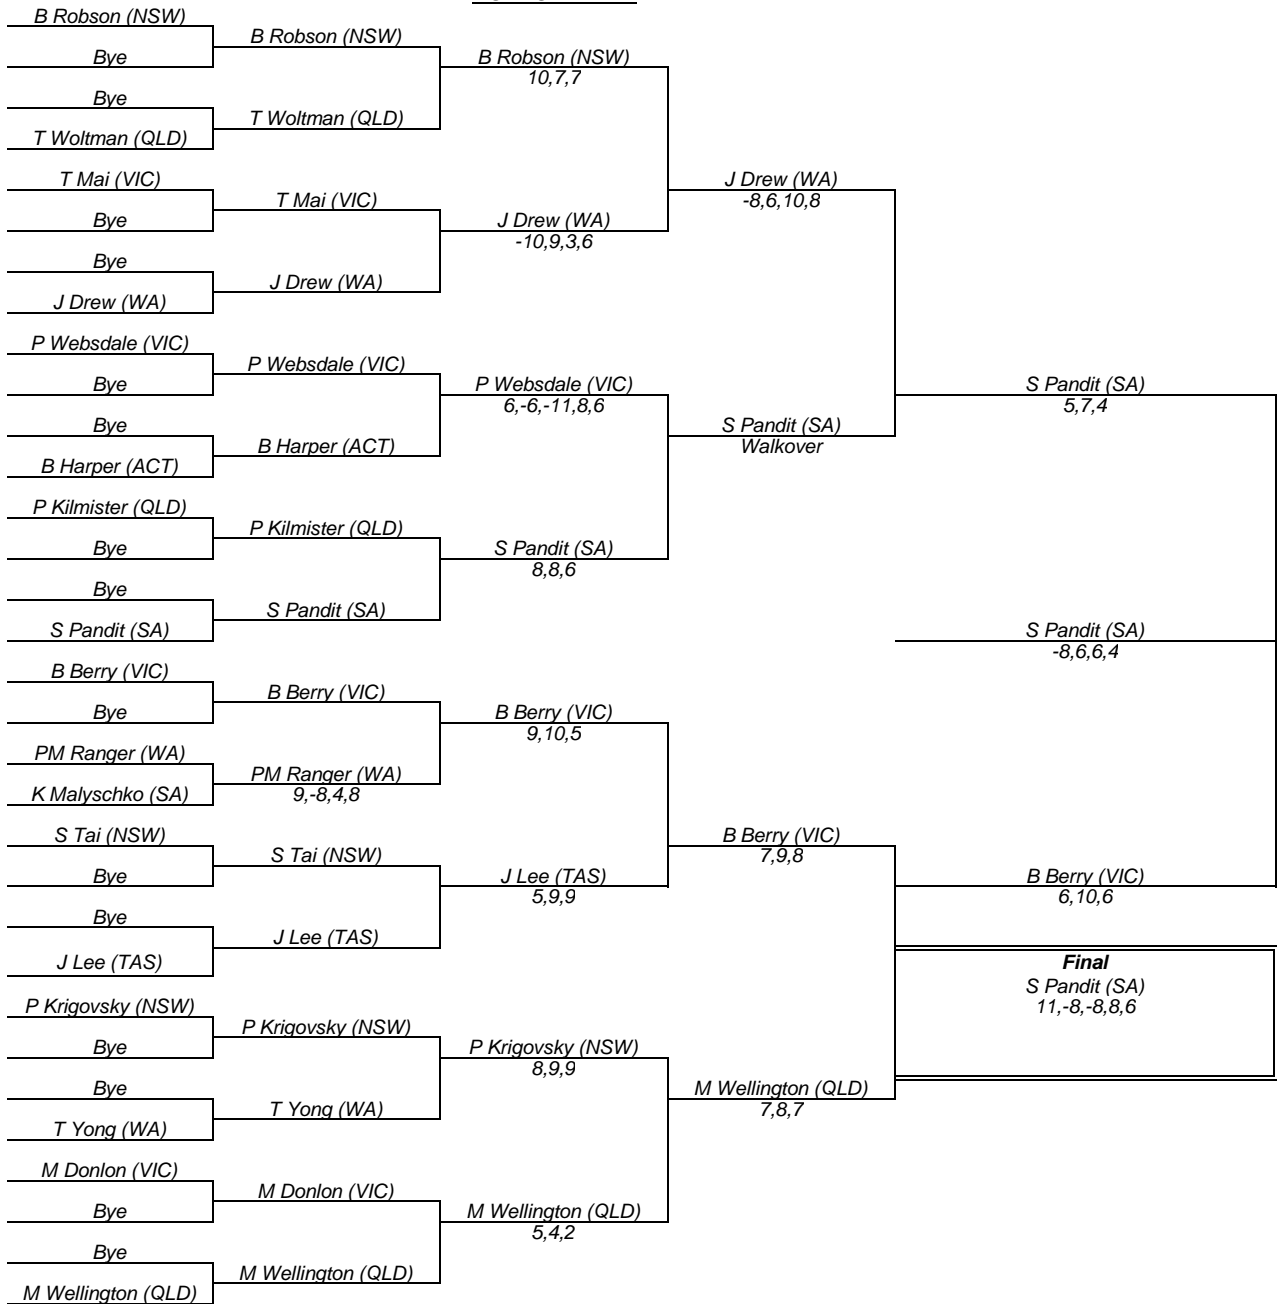 B Robson (NSW)
Bye
Bye
T Woltman (QLD)
T Mai (VIC)
Bye
Bye
J Drew (WA)
P Websdale (VIC)
Bye
Bye
B Harper (ACT)
P Kilmister (QLD)
Bye
Bye
S Pandit (SA)
B Berry (VIC)
Bye
PM Ranger (WA)
K Malyschko (SA)
S Tai (NSW)
Bye
Bye
J Lee (TAS)
P Krigovsky (NSW)
Bye
Bye
T Yong (WA)
M Donlon (VIC)
Bye
Bye
M Wellington (QLD)
B Robson (NSW)
T Woltman (QLD)
T Mai (VIC)
J Drew (WA)
P Websdale (VIC)
B Harper (ACT)
P Kilmister (QLD)
S Pandit (SA)
B Berry (VIC)
PM Ranger (WA)
9,-8,4,8
S Tai (NSW)
J Lee (TAS)
P Krigovsky (NSW)
T Yong (WA)
M Donlon (VIC)
M Wellington (QLD)
B Robson (NSW)
10,7,7
J Drew (WA)
-10,9,3,6
P Websdale (VIC)
6,-6,-11,8,6
S Pandit (SA)
8,8,6
B Berry (VIC)
9,10,5
J Lee (TAS)
5,9,9
P Krigovsky (NSW)
8,9,9
M Wellington (QLD)
5,4,2
J Drew (WA)
-8,6,10,8
S Pandit (SA)
Walkover
B Berry (VIC)
7,9,8
M Wellington (QLD)
7,8,7
S Pandit (SA)
5,7,4
S Pandit (SA)
-8,6,6,4
B Berry (VIC)
6,10,6
Final
S Pandit (SA)
11,-8,-8,8,6